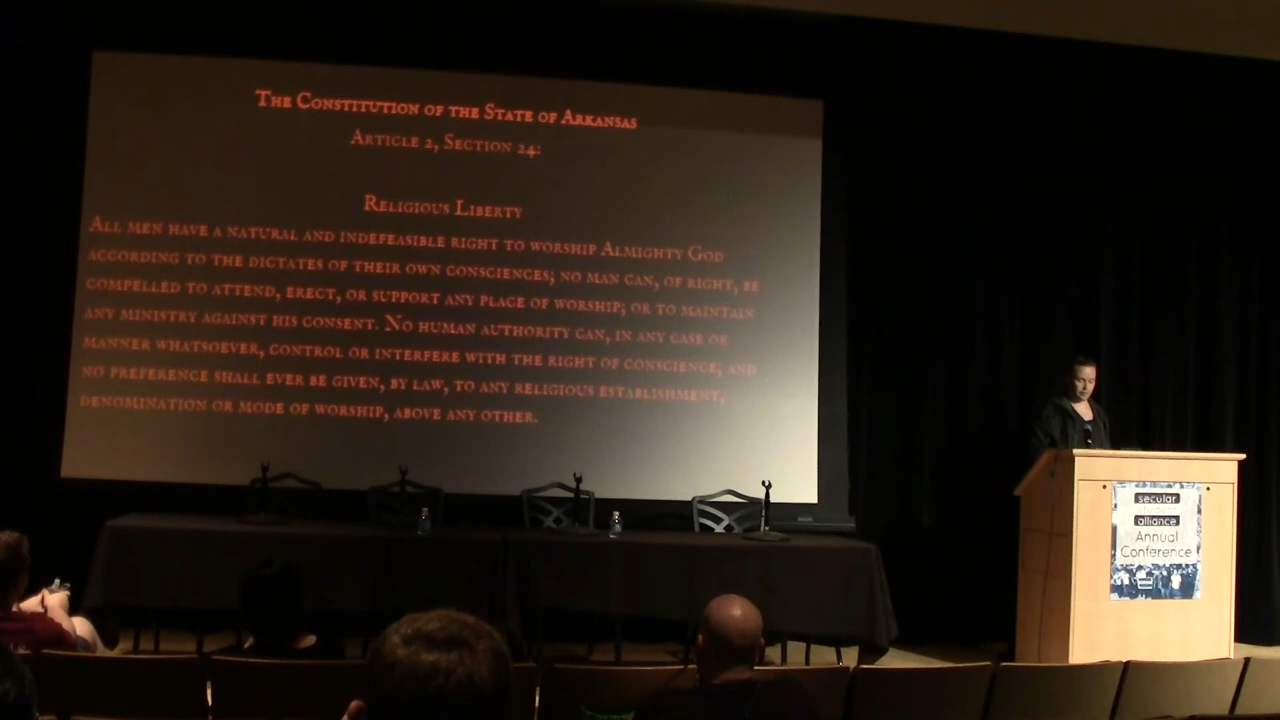 The Constitution of the State of Arkansas
Article 2, Section 24:
Religious Liberty
All men have a natural and indefeasible right to worship Almighty God
according to the dictates of their own consciences; no man can, of right, be
compelled to attend, erect, or support any place of worship; or to maintain
any ministry against his consent. No human authority can, in any case or
manner whatsoever, control or interfere with the right of conscience; and
no preference shall ever be given, by law, to any religious establishment,
denomination or mode of worship, above any other.
secular
student
alliance
Annual
Conference